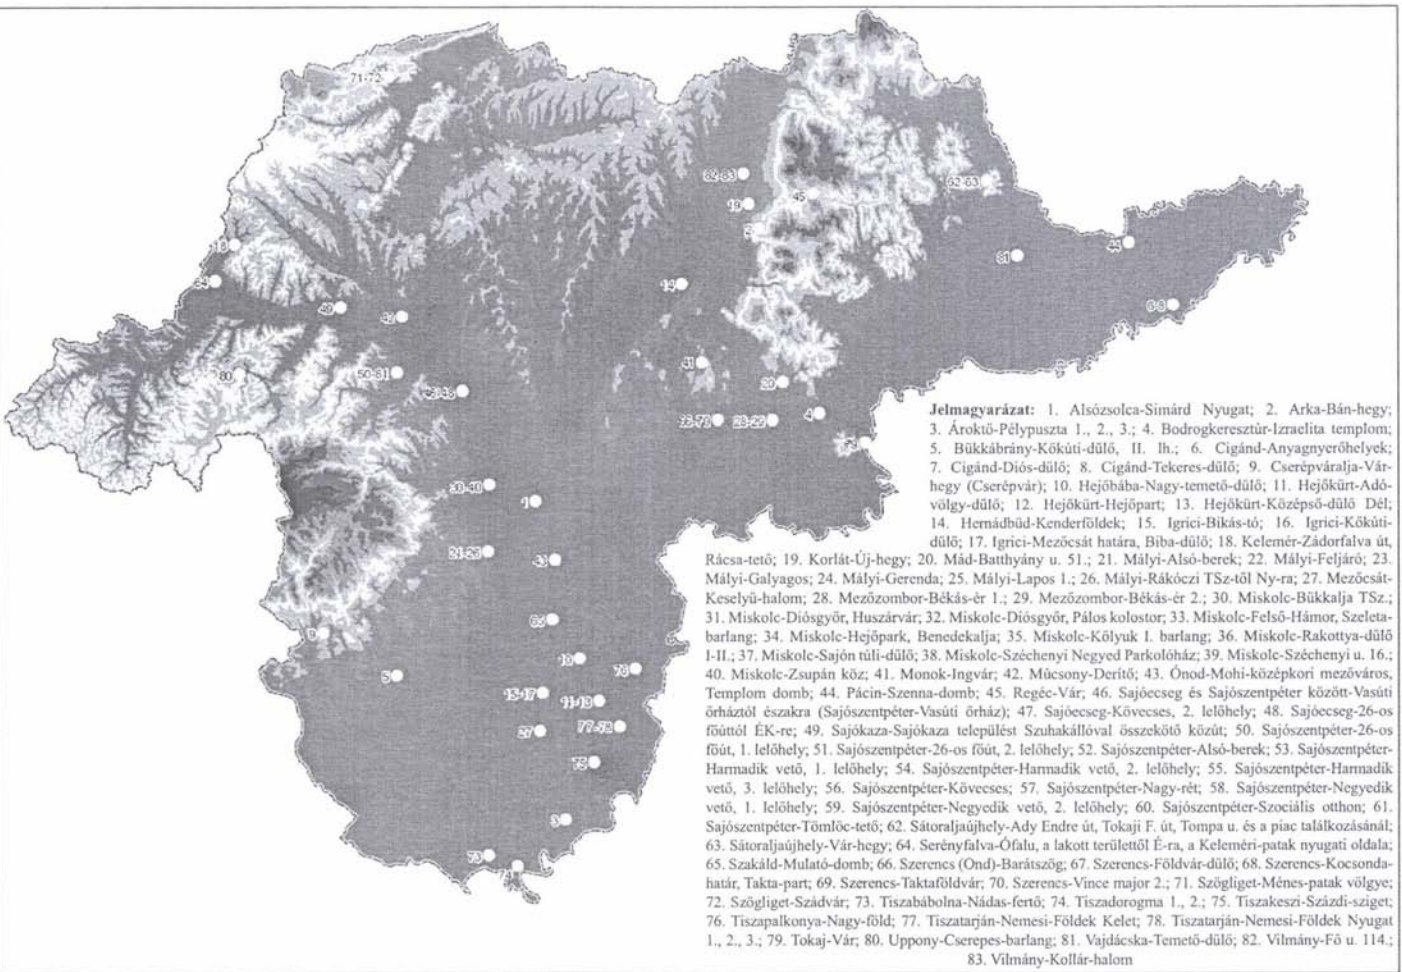 71-72
82-83
62-63
45
19
2
18
44
81
64
14
6-8
49
42
41
50-61
80
20
46-48
4
66-70
28-29
79
30-40
1
21-26
43
65
9
10
76
5
15-17
11-13
77-78
27
75
3
73
74
Jelmagyarázat: 1. Alsózsolca-Simárd Nyugat; 2. Arka-Bán-hegy;
3. Ároktő-Pélypuszta 1., 2., 3.; 4. Bodrogkeresztúr-Izraelita templom;
5. Bükkábrány-Kőkúti-dűlő, II. lh.; 6. Cigánd-Anyagnyerőhelyek;
7. Cigánd-Diós-dűlő; 8. Cigánd-Tekeres-dűlő; 9. Cserépváralja-Vár-
hegy (Cserépvár); 10. Hejőbába-Nagy-temető-dűlő; 11. Hejőkürt-Adó-
völgy-dűlő; 12. Hejőkürt-Hejőpart; 13. Hejőkürt-Középső-dűlő Dél;
14. Hernádbűd-Kenderföldek; 15. Igrici-Bikás-tó; 16. Igrici-Kőkúti-
dűlő; 17. Igrici-Mezőcsát határa, Biba-dűlő; 18. Kelemér-Zádorfalva út,
Rácsa-tető; 19. Korlát-Új-hegy; 20. Mád-Batthyány u. 51.; 21. Mályi-Alsó-berek; 22. Mályi-Feljáró; 23.
Mályi-Galyagos; 24. Mályi-Gerenda; 25. Mályi-Lapos 1.; 26. Mályi-Rákóczi TSz-től Ny-ra; 27. Mezőcsát-
Keselyű-halom; 28. Mezőzombor-Békás-ér 1.; 29. Mezőzombor-Békás-ér 2.; 30. Miskolc-Bükkalja TSz.;
31. Miskolc-Diósgyőr, Huszárvár; 32. Miskolc-Diósgyőr, Pálos kolostor; 33. Miskolc-Felső-Hámor, Szeleta-
barlang; 34. Miskolc-Hejőpark, Benedekalja; 35. Miskolc-Kőlyuk I. barlang; 36. Miskolc-Rakottya-dűlő
I-II.; 37. Miskolc-Sajón túli-dűlő; 38. Miskolc-Széchenyi Negyed Parkolóház; 39. Miskolc-Széchenyi u. 16.;
40. Miskolc-Zsupán köz; 41. Monok-Ingvár; 42. Múcsony-Derítő; 43. Ónod-Mohi-középkori mezőváros,
Templom domb; 44. Pácin-Szenna-domb; 45. Regéc-Vár; 46. Sajóecseg és Sajószentpéter között-Vasúti
őrháztól északra (Sajószentpéter-Vasúti őrház); 47. Sajóecseg-Kövecses, 2. lelőhely; 48. Sajóecseg-26-os
főúttól ÉK-re; 49. Sajókaza-Sajókaza települést Szuhakállóval összekötő közút; 50. Sajószentpéter-26-os
főút, 1. lelőhely; 51. Sajószentpéter-26-os főút, 2. lelőhely; 52. Sajószentpéter-Alsó-berek; 53. Sajószentpéter-
Harmadik vető, 1. lelőhely; 54. Sajószentpéter-Harmadik vető, 2. lelőhely; 55. Sajószentpéter-Harmadik
vető, 3. lelőhely; 56. Sajószentpéter-Kövecses; 57. Sajószentpéter-Nagy-rét; 58. Sajószentpéter-Negyedik
vető, 1. lelőhely; 59. Sajószentpéter-Negyedik vető, 2. lelőhely; 60. Sajószentpéter-Szociális otthon; 61.
Sajószentpéter-Tömlöc-tető; 62. Sátoraljaújhely-Ady Endre út, Tokaji F. út, Tompa u. és a piac találkozásánál;
63. Sátoraljaújhely-Vár-hegy; 64. Serényfalva-Ófalu, a lakott területtől É-ra, a Keleméri-patak nyugati oldala;
65. Szakáld-Mulató-domb; 66. Szerencs (Ond)-Barátszög; 67. Szerencs-Földvár-dűlő; 68. Szerencs-Kocsonda-
határ, Takta-part; 69. Szerencs-Taktaföldvár; 70. Szerencs-Vince major 2.; 71. Szögliget-Ménes-patak völgye;
72. Szögliget-Szádvár; 73. Tiszabábolna-Nádas-fertő; 74. Tiszadorogma 1., 2.; 75. Tiszakeszi-Százdi-sziget;
76. Tiszapalkonya-Nagy-föld; 77. Tiszatarján-Nemesi-Földek Kelet; 78. Tiszatarján-Nemesi-Földek Nyugat
1., 2., 3.; 79. Tokaj-Vár; 80. Uppony-Cserepes-barlang; 81. Vajdácska-Temető-dűlő; 82. Vilmány-Fő u. 114.;
83. Vilmány-Kollár-halom